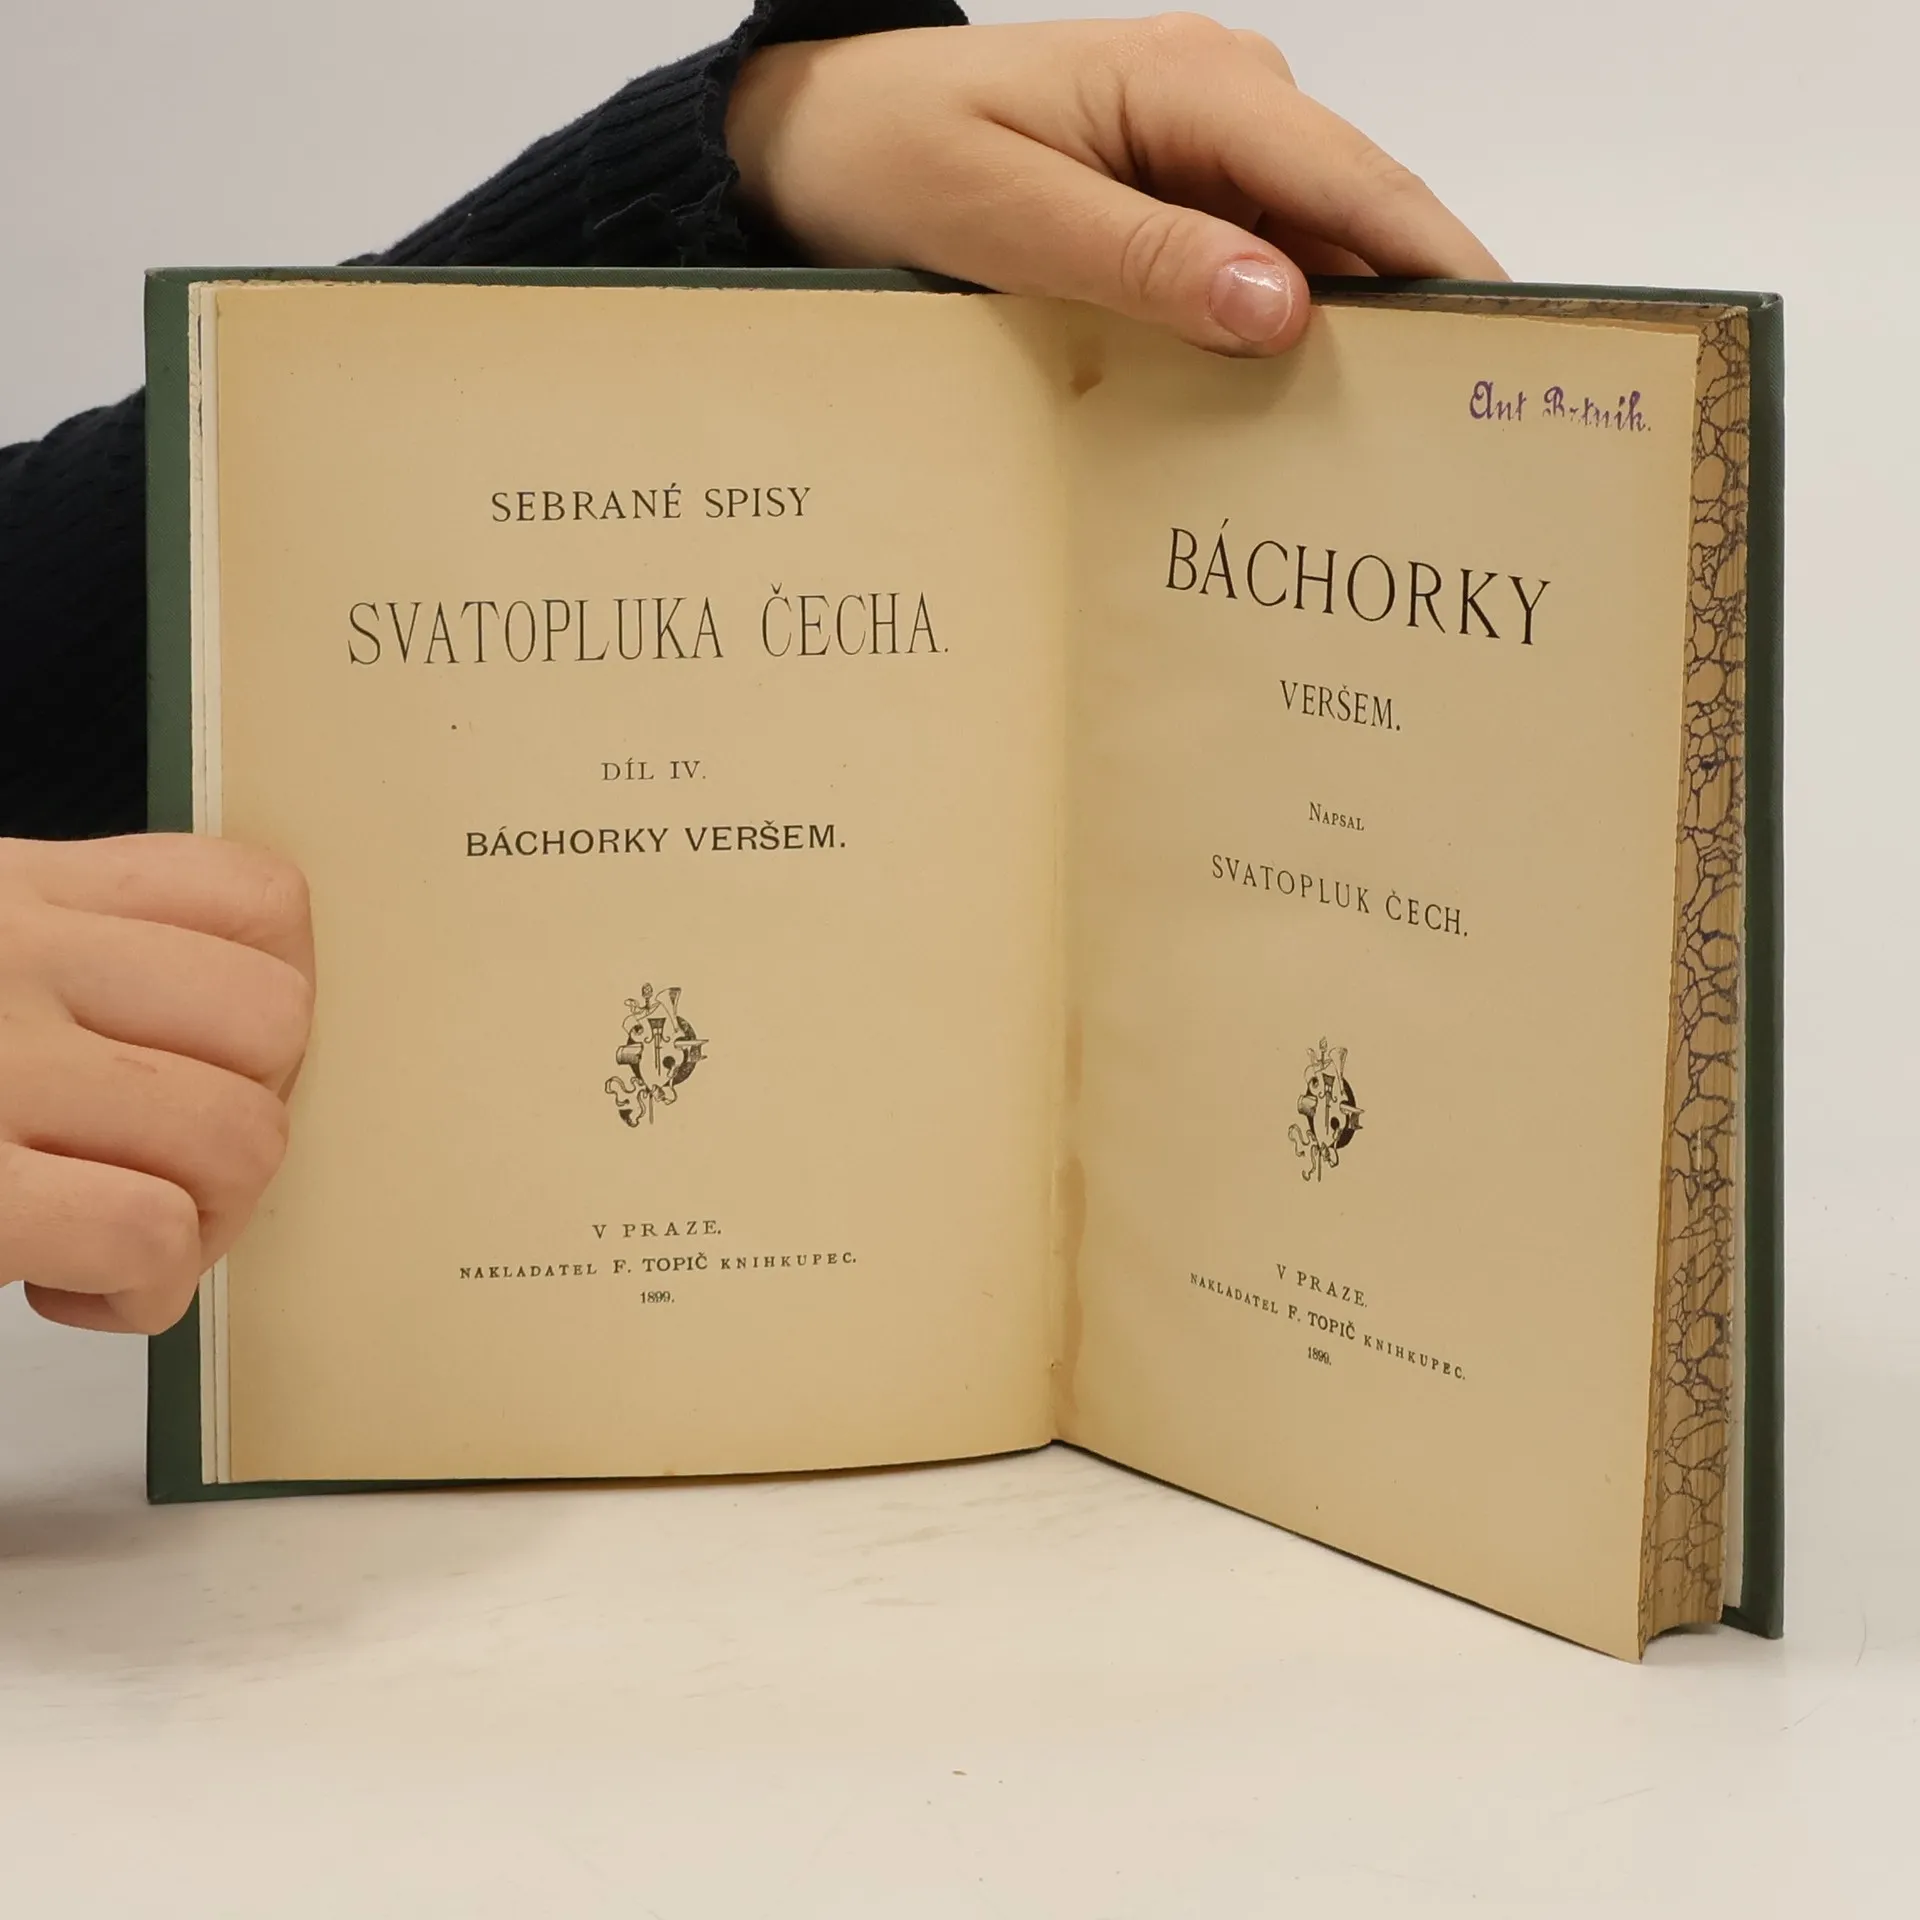 SEBRANÉ SPISY
SVATOPLUKA ČECHA.
DÍL IV.
BÁCHORKY VERŠEM.
V PRAZE.
NAKLADATEL F. TOPIČ KNIHKUPEC.
1899.
Ant
BÁCHORKY
VERŠEM.
NAPSAL
SVATOPLUK ČECH.
V PRAZE.
NAKLADATEL F. TOPIČ KNIHKUPEC.
1899.